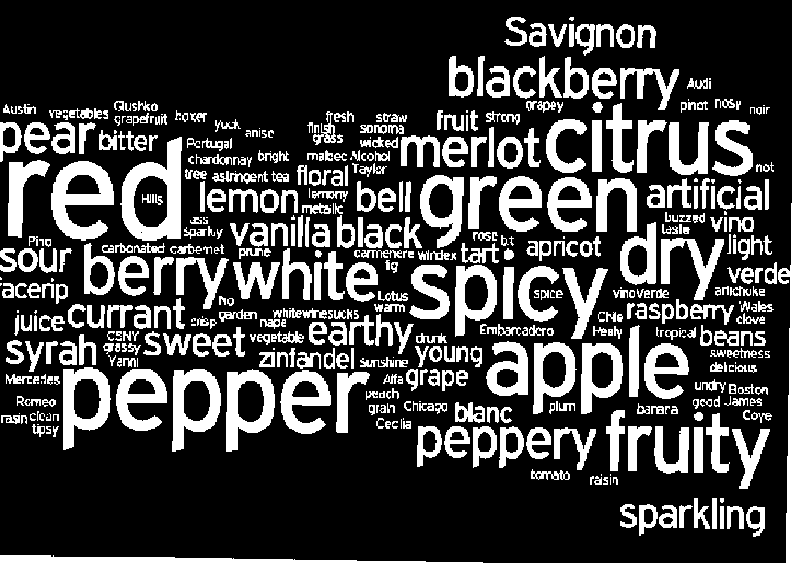 Savignon
blackberry Audi
Austin vegetables Glushko grapefruit boxer yuck anise fresh straw fruit strong grapey pinot nosy noir
pear bitter finish grass sonoma wicked merlot citrus
Portugal chardonnay bright malbec Alcohol Taylor not
red Hills tree astringent tea floral lemon lemony metallic bell green artificial
ass sparkly vanilla black buzzed taste vino
Pino carbonated carbernet prune carmenere windex tart rose bit apricot dry light
sour berry white fig spicy verde
facerip No Lotus warm spice vinoverde artichoke
juice currant crisp garden whitewinesucks nape earthy CNs raspberry Wales clove
CSNY grassy Yanni sweet vegetable drunk Embarcadero Healy tropical beans
syrah zinfandel sunshine young apple sweetness delicious
Mercedes pepper Alfa grape undry Boston
Romeo peach grain Chicago blanc plum banana good James
rasin clean tipsy Cecilia peppery fruity Coye
tomato raisin
sparkling